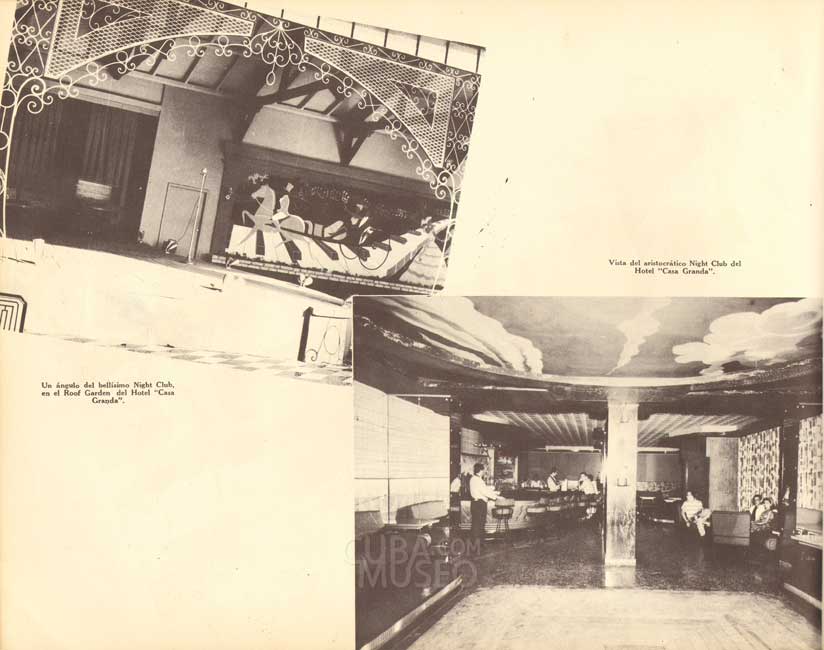 Vista del aristocrático Night Club del
Hotel "Casa Granda".
Un ángulo del bellísimo Night Club,
en el Roof Garden del Hotel "Casa
Granda".
CUBA.COM
MUSEO